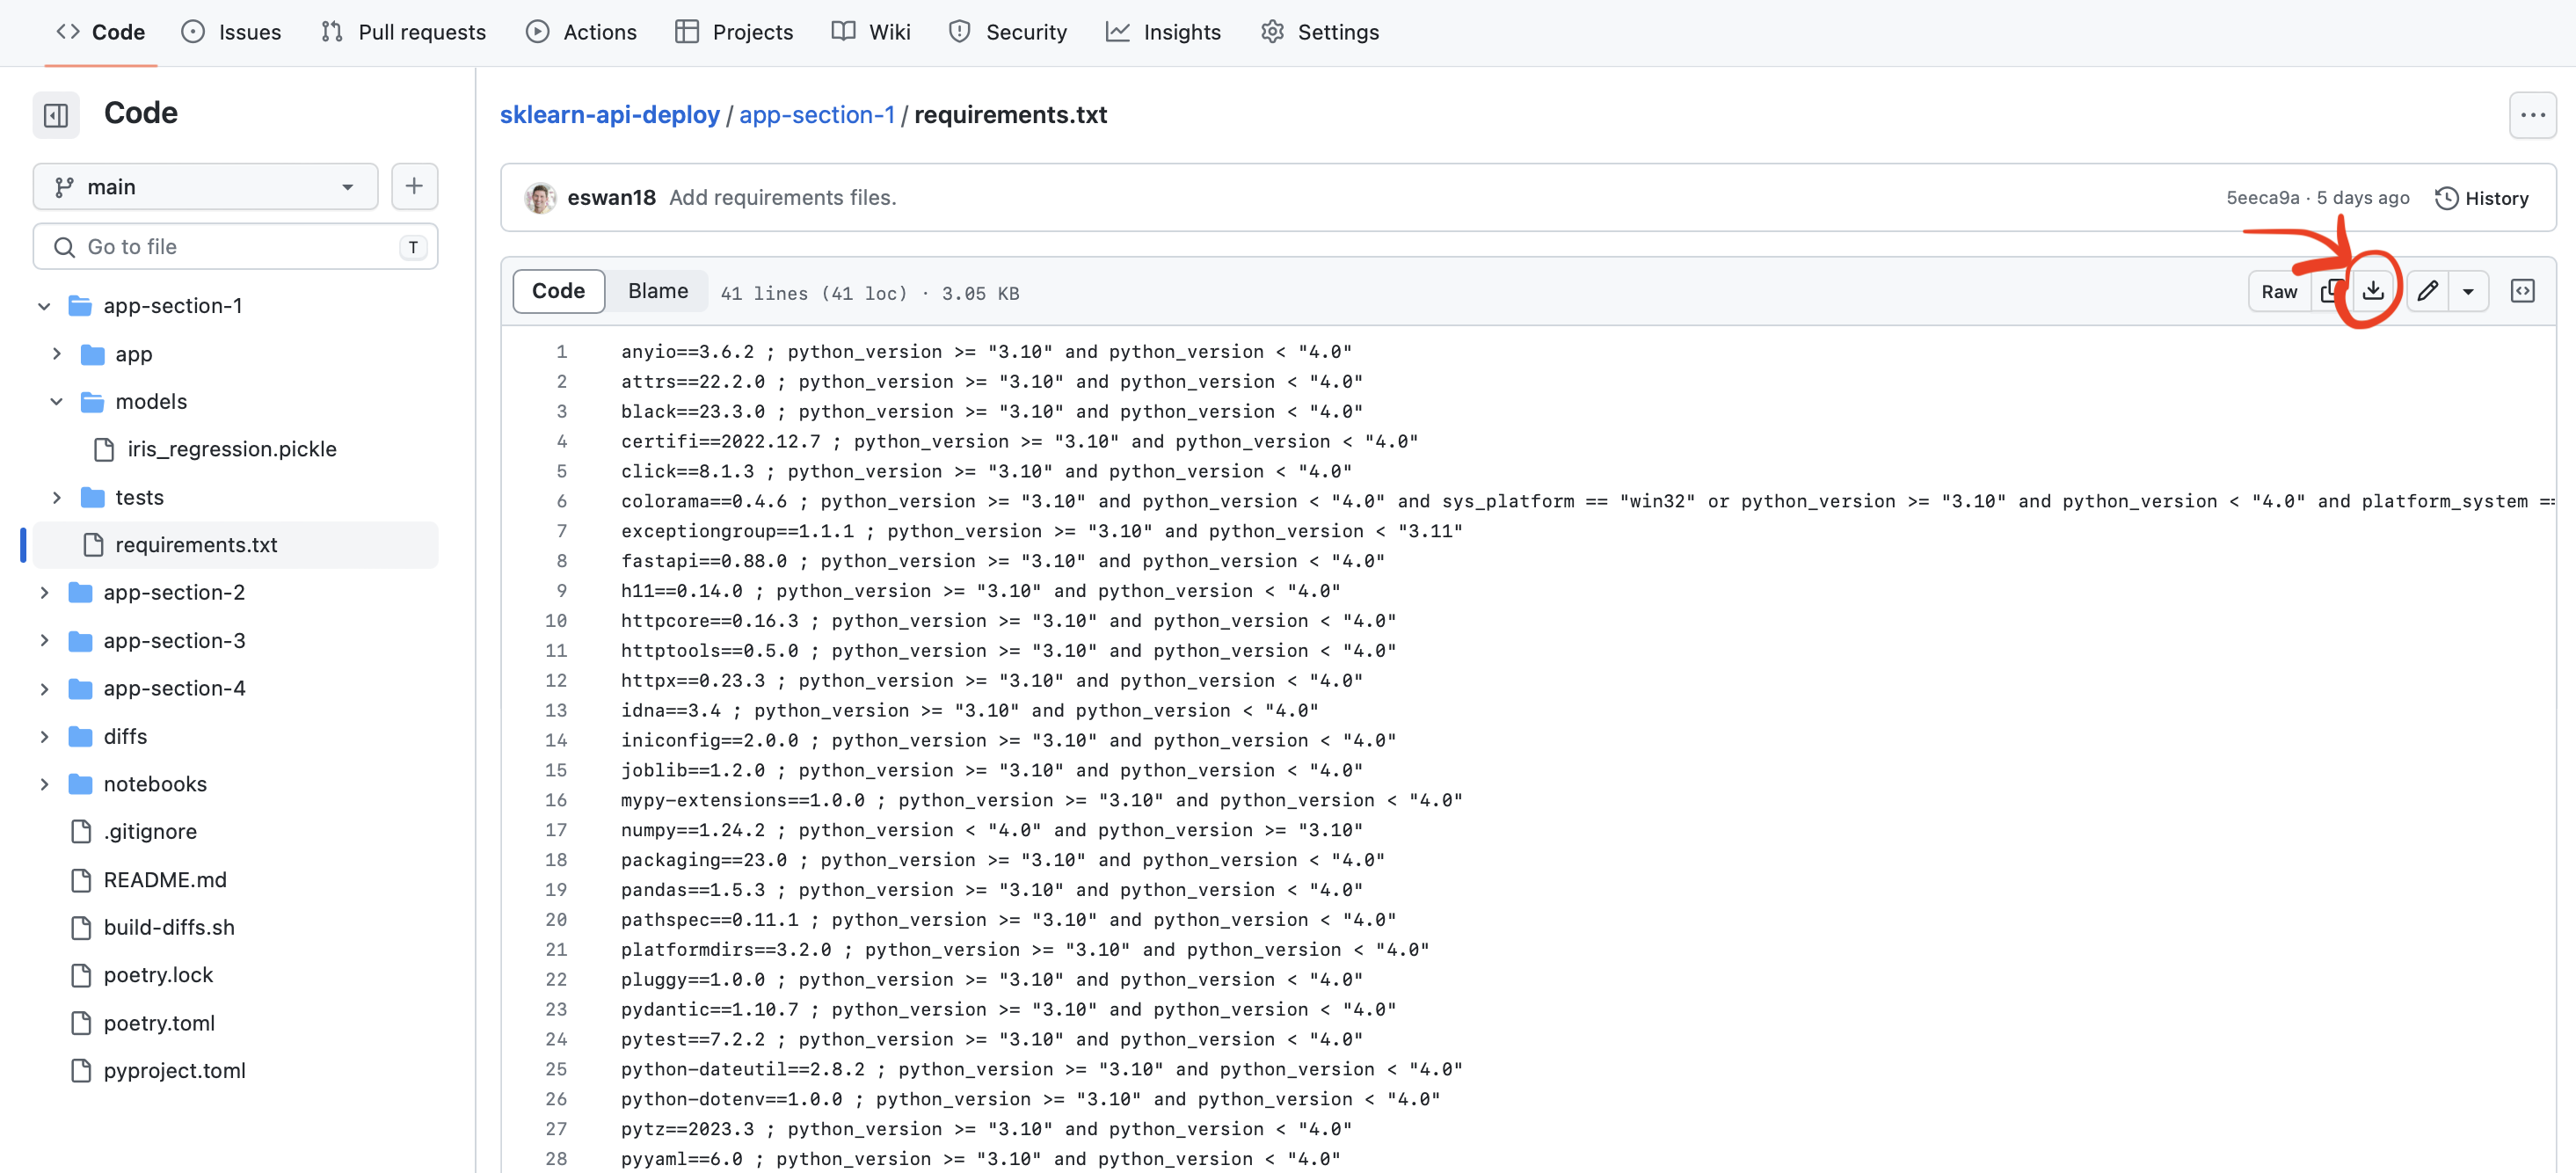 Code Issues Pull requests Actions Projects Wiki Security Insights Settings
Code
main
Go to file T
app-section-1
app
models
iris_regression.pickle
tests
requirements.txt
app-section-2
app-section-3
app-section-4
diffs
notebooks
.gitignore
README.md
build-diffs.sh
poetry.lock
poetry.toml
pyproject.toml
sklearn-api-deploy / app-section-1 / requirements.txt
eswan18 Add requirements files. 5eeca9a · 5 days ago History
Code Blame 41 lines (41 loc) · 3.05 KB Raw
1 anyio==3.6.2 ; python_version >= "3.10" and python_version < "4.0"
2 attrs==22.2.0 ; python_version >= "3.10" and python_version < "4.0"
3 black==23.3.0 ; python_version >= "3.10" and python_version < "4.0"
4 certifi==2022.12.7 ; python_version >= "3.10" and python_version < "4.0"
5 click==8.1.3 ; python_version >= "3.10" and python_version < "4.0"
6 colorama==0.4.6 ; python_version >= "3.10" and python_version < "4.0" and sys_platform == "win32" or python_version >= "3.10" and python_version < "4.0" and platform_system ==
7 exceptiongroup==1.1.1 ; python_version >= "3.10" and python_version < "3.11"
8 fastapi==0.88.0 ; python_version >= "3.10" and python_version < "4.0"
9 h11==0.14.0 ; python_version >= "3.10" and python_version < "4.0"
10 httpcore==0.16.3 ; python_version >= "3.10" and python_version < "4.0"
11 httptools==0.5.0 ; python_version >= "3.10" and python_version < "4.0"
12 httpx==0.23.3 ; python_version >= "3.10" and python_version < "4.0"
13 idna==3.4 ; python_version >= "3.10" and python_version < "4.0"
14 iniconfig==2.0.0 ; python_version >= "3.10" and python_version < "4.0"
15 joblib==1.2.0 ; python_version >= "3.10" and python_version < "4.0"
16 mypy-extensions==1.0.0 ; python_version >= "3.10" and python_version < "4.0"
17 numpy==1.24.2 ; python_version < "4.0" and python_version >= "3.10"
18 packaging==23.0 ; python_version >= "3.10" and python_version < "4.0"
19 pandas==1.5.3 ; python_version >= "3.10" and python_version < "4.0"
20 pathspec==0.11.1 ; python_version >= "3.10" and python_version < "4.0"
21 platformdirs==3.2.0 ; python_version >= "3.10" and python_version < "4.0"
22 pluggy==1.0.0 ; python_version >= "3.10" and python_version < "4.0"
23 pydantic==1.10.7 ; python_version >= "3.10" and python_version < "4.0"
24 pytest==7.2.2 ; python_version >= "3.10" and python_version < "4.0"
25 python-dateutil==2.8.2 ; python_version >= "3.10" and python_version < "4.0"
26 python-dotenv==1.0.0 ; python_version >= "3.10" and python_version < "4.0"
27 pytz==2023.3 ; python_version >= "3.10" and python_version < "4.0"
28 pyyaml==6.0 ; python_version >= "3.10" and python_version < "4.0"